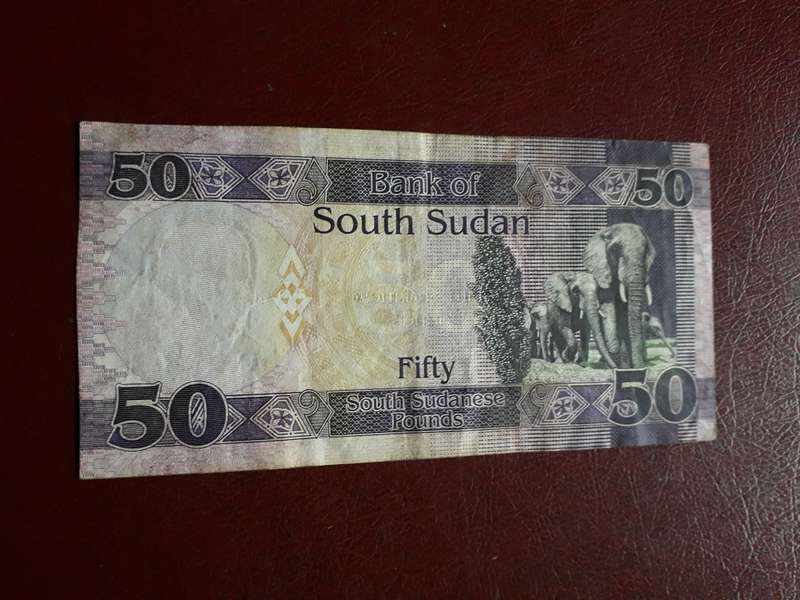 50
Bank of
50
South Sudan
Fifty
50
South Sudanese
Pounds
50